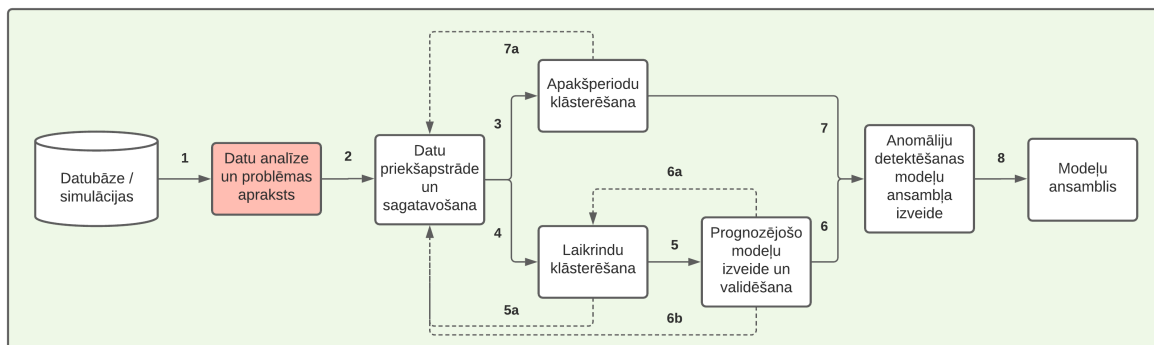 7a
Apakšperiodu
klāsterēšana
3
7
1
2
Datubāze /
simulācijas
Datu analīze
un problēmas
apraksts
Datu
priekšapstrāde
un
sagatavošana
Anomāliju
detektēšanas
modeļu
ansambļa
izveide
8
Modeļu
ansamblis
6a
4
Laikrindu
klāsterēšana
5
Prognozējošo
modeļu
izveide un
validēšana
6
5a
6b